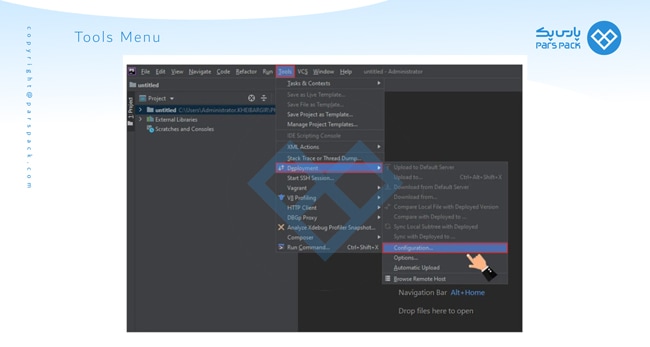 copyright@parspack.com
Tools Menu
پارس پک
PARS PACK
File Edit View Navigate Code Refactor Run Tools VCS Window Help untitled - Administrator
untitled
1: Project
Project
untitled
External Libraries
Scratches and Consoles
Tasks & Contexts
Save as Live Template...
Save File as Template...
Save Project as Template...
Manage Project Templates...
IDE Scripting Console
XML Actions
Stack Trace or Thread Dump...
Deployment
Start SSH Session...
Vagrant
V8 Profiling
HTTP Client
DBGp Proxy
Analyze Xdebug Profiler Snapshot...
Composer
Run Command... Ctrl+Shift+X
Upload to Default Server
Upload to... Ctrl+Alt+Shift+X
Download from Default Server
Download from...
Compare Local File with Deployed Version
Compare with Deployed to ...
Sync Local Subtree with Deployed
Sync with Deployed to ...
Configuration...
Options...
Automatic Upload
Browse Remote Host
Navigation Bar Alt+Home
Drop files here to open